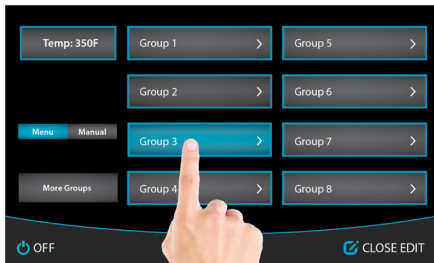 Temp: 350F
Group 1
Group 5
Group 2
Group 6
Menu Manual
Group 3
Group 7
More Groups
Group 4
Group 8
OFF
CLOSE EDIT